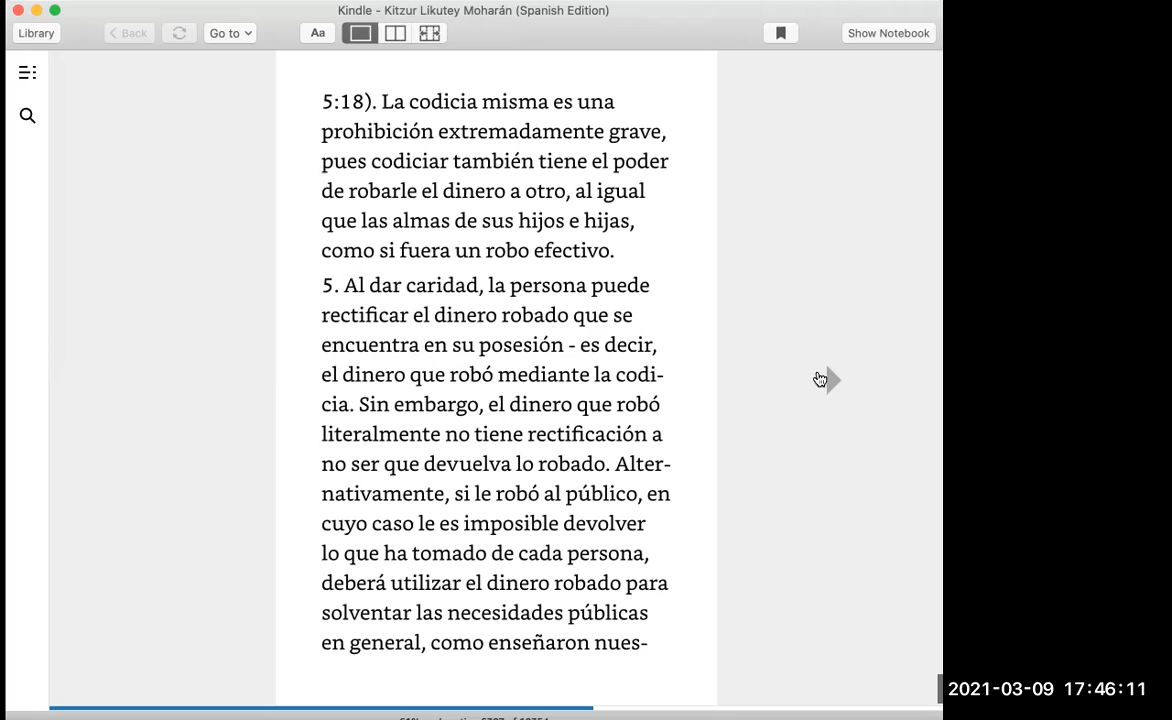 Kindle - Kitzur Likutey Moharán (Spanish Edition)
Library
Back
Go to
Aa
Show Notebook
5:18). La codicia misma es una
prohibición extremadamente grave,
pues codiciar también tiene el poder
de robarle el dinero a otro, al igual
que las almas de sus hijos e hijas,
como si fuera un robo efectivo.
5. Al dar caridad, la persona puede
rectificar el dinero robado que se
encuentra en su posesión - es decir,
el dinero que robó mediante la codi-
cia. Sin embargo, el dinero que robó
literalmente no tiene rectificación a
no ser que devuelva lo robado. Alter-
nativamente, si le robó al público, en
cuyo caso le es imposible devolver
lo que ha tomado de cada persona,
deberá utilizar el dinero robado para
solventar las necesidades públicas
en general, como enseñaron nues-
2021-03-09 17:46:11